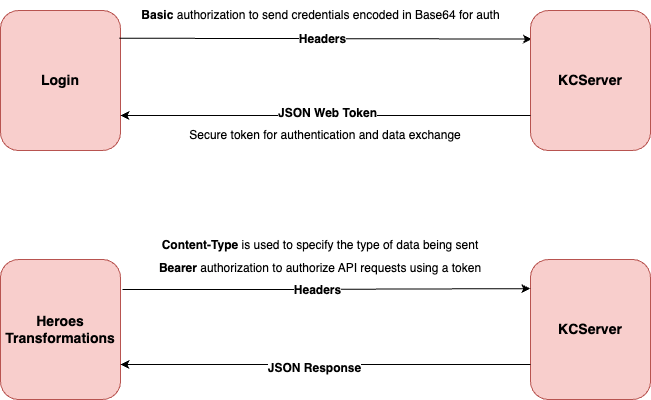 Basic authorization to send credentials encoded in Base64 for auth
Headers
Login
KCServer
JSON Web Token
Secure token for authentication and data exchange
Content-Type is used to specify the type of data being sent
Bearer authorization to authorize API requests using a token
Headers
Heroes
Transformations
KCServer
JSON Response